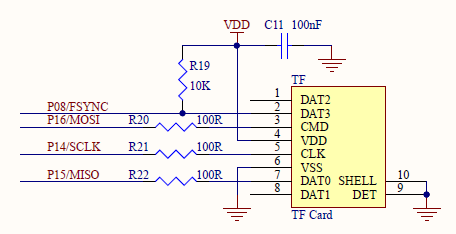 VDD
C11 100nF
R19
10K
TF
1 DAT2
P08/FSYNC 2 DAT3
P16/MOSI R20 100R 3 CMD
4 VDD
P14/SCLK R21 100R 5 CLK
6 VSS
P15/MISO R22 100R 7 DAT0 SHELL 10
8 DAT1 DET 9
TF Card